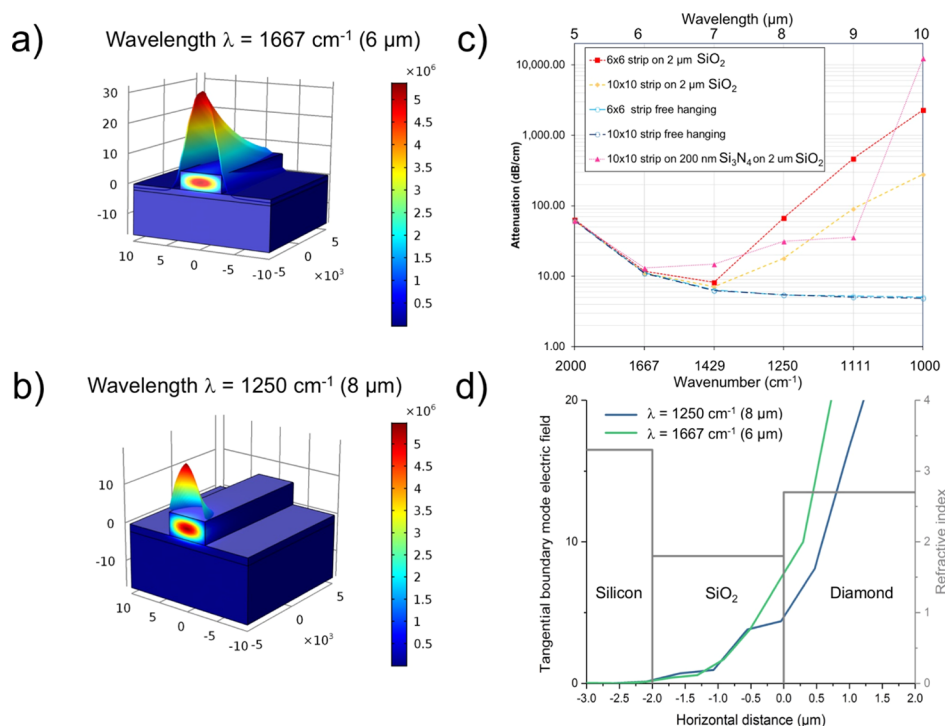 a)
Wavelength λ = 1667 cm⁻¹ (6 µm)
×10⁶
30
20
10
0
-10
10
5
0
-5
-10
-5
0
5
×10³
5.5
5
4.5
4
3.5
3
2.5
2
1.5
1
0.5
b)
Wavelength λ = 1250 cm⁻¹ (8 µm)
×10⁶
10
0
-10
10
5
0
-5
-10
-5
0
5
×10³
5
4.5
4
3.5
3
2.5
2
1.5
1
0.5
c)
Wavelength (µm)
5 6 7 8 9 10
6x6 strip on 2 µm SiO₂
10x10 strip on 2 µm SiO₂
6x6 strip free hanging
10x10 strip free hanging
10x10 strip on 200 nm Si₃N₄ on 2 um SiO₂
Attenuation (dB/cm)
10,000.00
1,000.00
100.00
10.00
1.00
2000 1667 1429 1250 1111 1000
Wavenumber (cm⁻¹)
d)
λ = 1250 cm⁻¹ (8 µm)
λ = 1667 cm⁻¹ (6 µm)
Tangential boundary mode electric field
20
10
0
Silicon
SiO₂
Diamond
4
3
2
1
0
Refractive index
-3.0 -2.5 -2.0 -1.5 -1.0 -0.5 0.0 0.5 1.0 1.5 2.0
Horizontal distance (µm)